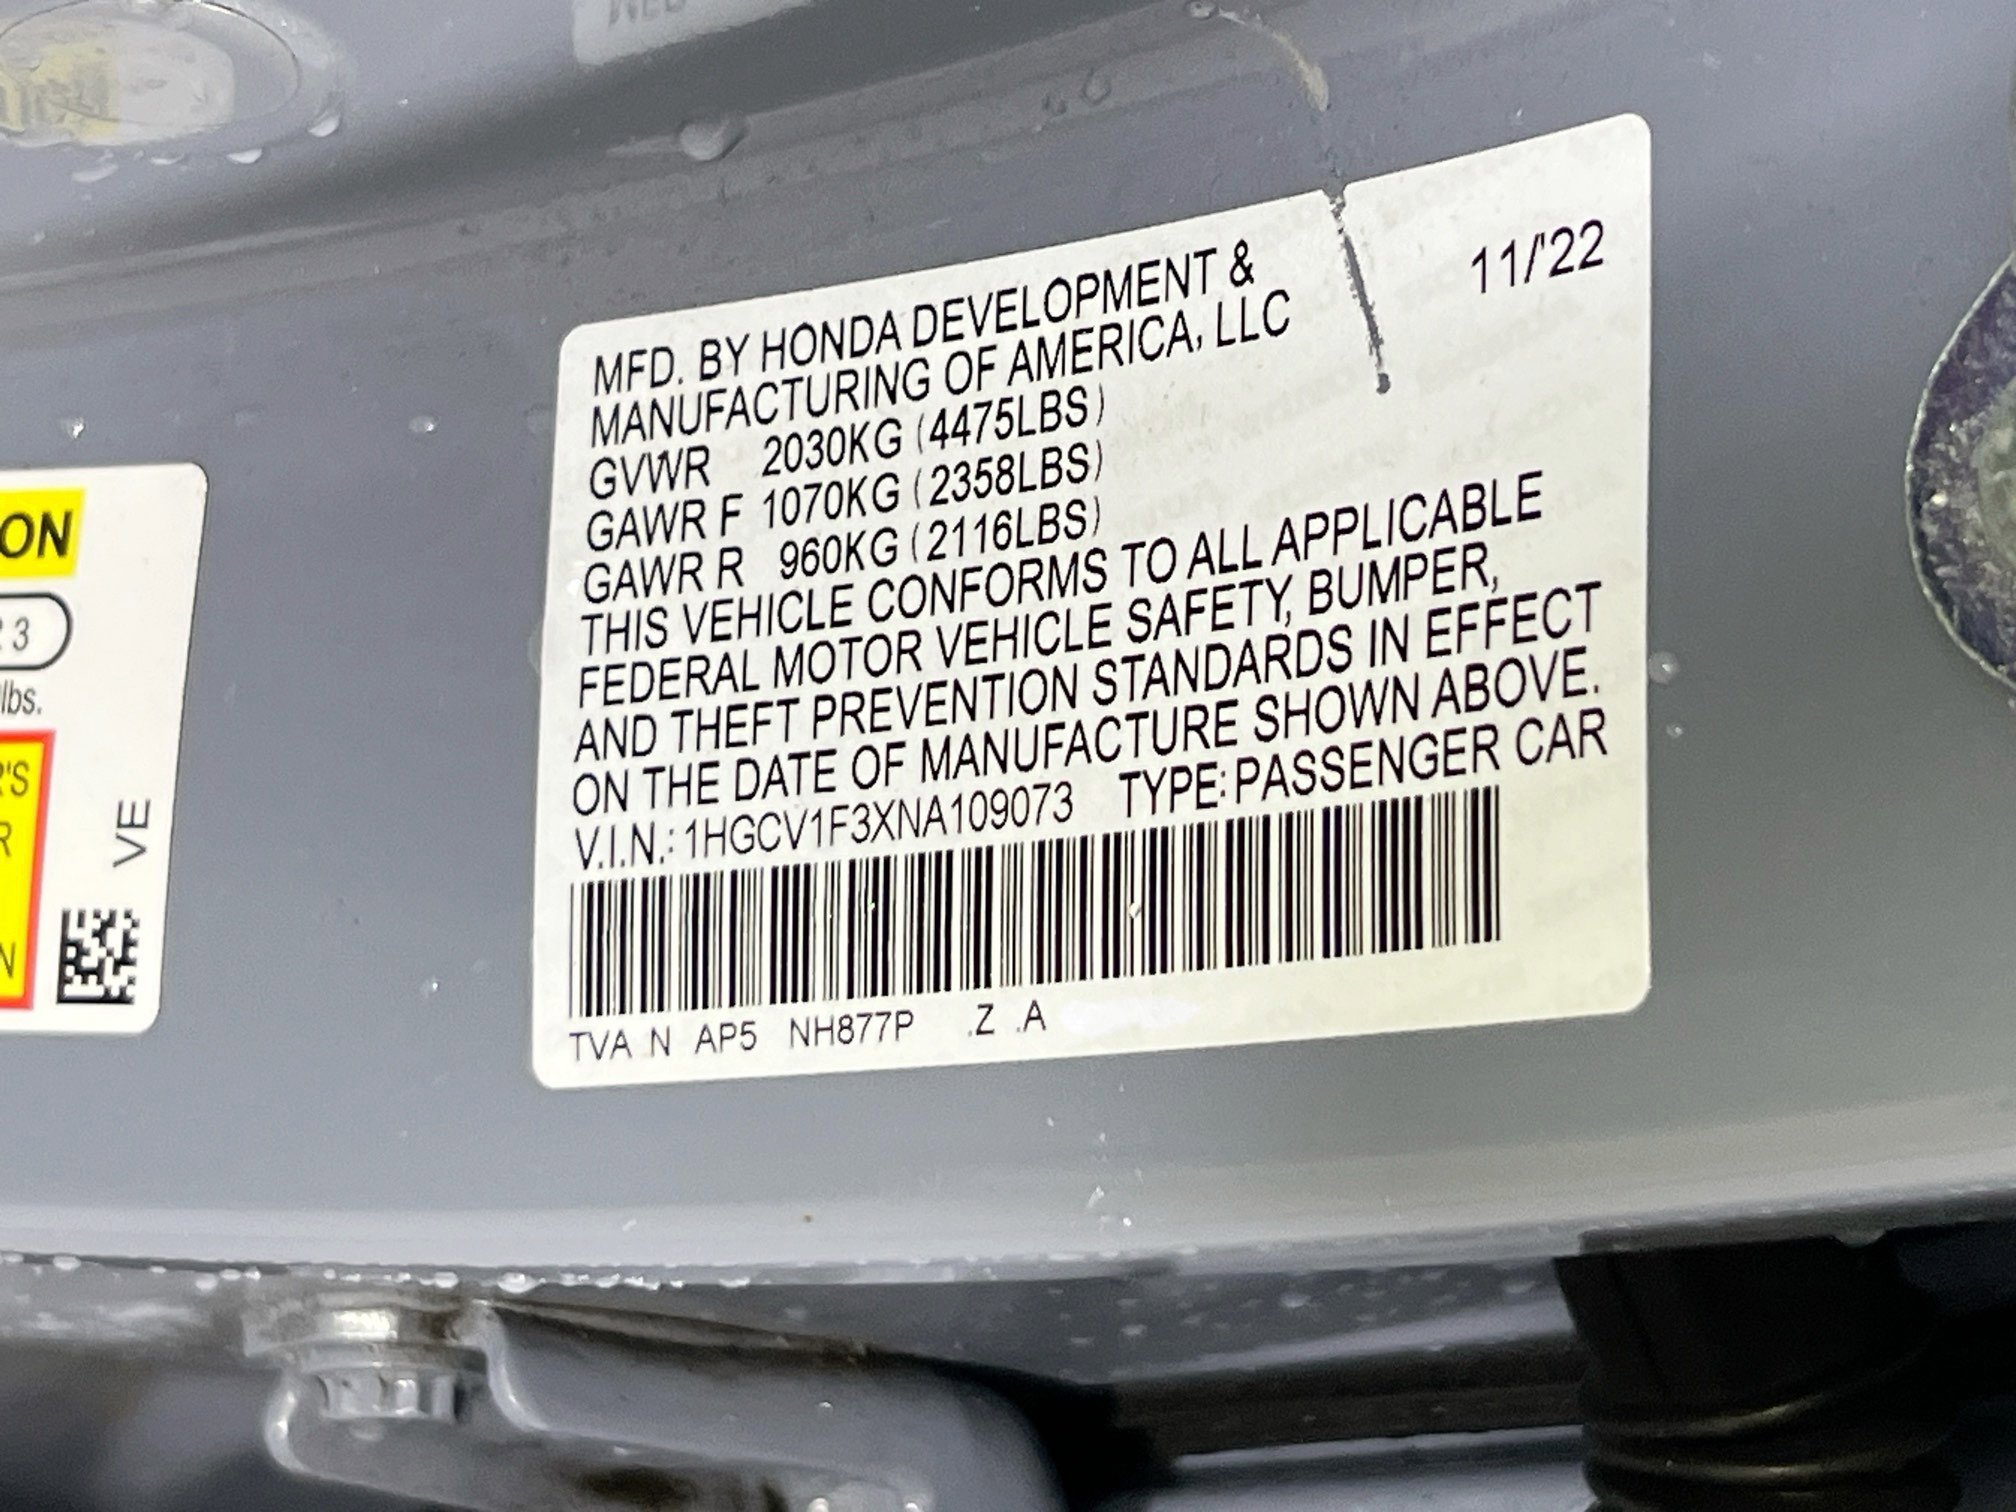 11/'22
MFD. BY HONDA DEVELOPMENT &
MANUFACTURING OF AMERICA, LLC
GVWR 2030KG (4475LBS)
GAWR F 1070KG (2358LBS)
GAWR R 960KG (2116LBS)
THIS VEHICLE CONFORMS TO ALL APPLICABLE
FEDERAL MOTOR VEHICLE SAFETY, BUMPER,
AND THEFT PREVENTION STANDARDS IN EFFECT
ON THE DATE OF MANUFACTURE SHOWN ABOVE.
V.I.N.: 1HGCV1F3XNA109073 TYPE: PASSENGER CAR
TVA N AP5 NH877P .Z .A
ON
3
lbs.
R'S
R
N
VE